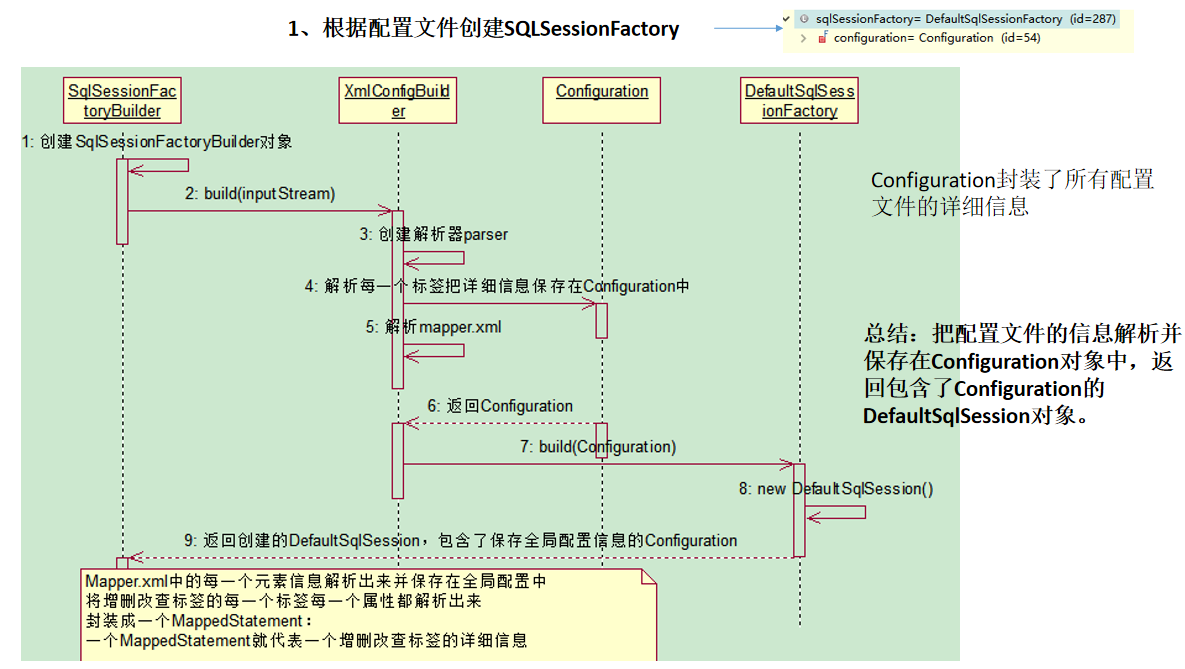 1、根据配置文件创建SQLSessionFactory
sqlSessionFactory= DefaultSqlSessionFactory (id=287)
configuration= Configuration (id=54)
SqlSessionFac
toryBuilder
XmlConfigBuild
er
Configuration
DefaultSqlSess
ionFactory
1: 创建SqlSessionFactoryBuilder对象
2: build(inputStream)
3: 创建解析器parser
4: 解析每一个标签把详细信息保存在Configuration中
5: 解析mapper.xml
6: 返回Configuration
7: build(Configuration)
8: new DefaultSqlSession()
9: 返回创建的DefaultSqlSession，包含了保存全局配置信息的Configuration
Mapper.xml中的每一个元素信息解析出来并保存在全局配置中
将增删改查标签的每一个标签每一个属性都解析出来
封装成一个MappedStatement：
一个MappedStatement就代表一个增删改查标签的详细信息
Configuration封装了所有配置
文件的详细信息
总结：把配置文件的信息解析并
保存在Configuration对象中，返
回包含了Configuration的
DefaultSqlSession对象。